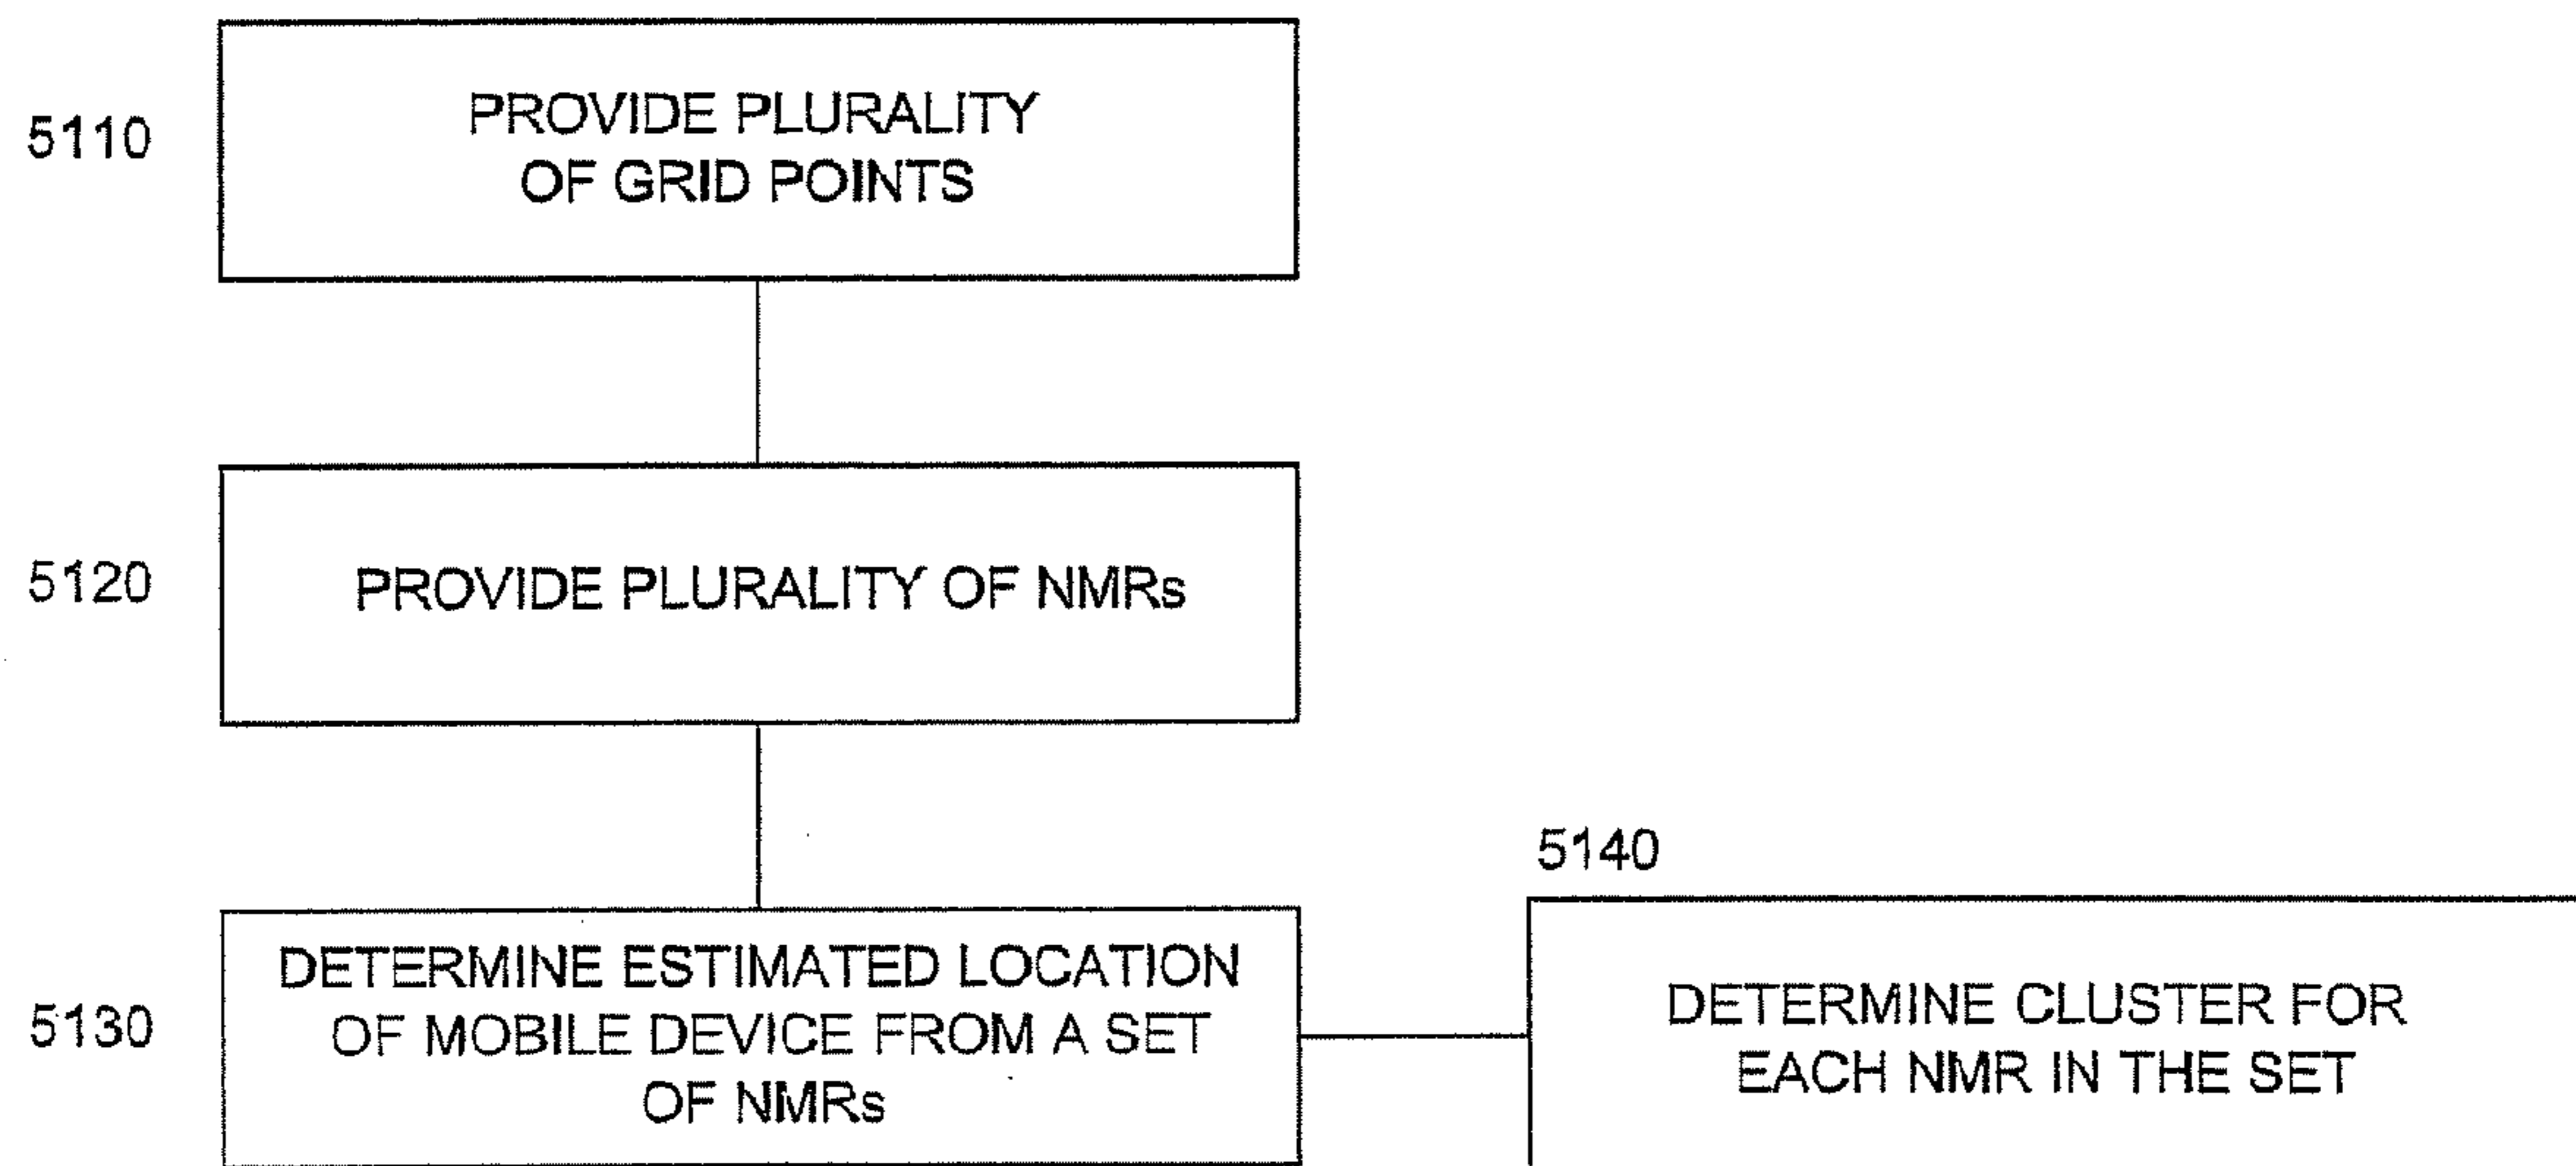 5110
PROVIDE PLURALITY
OF GRID POINTS
5120
PROVIDE PLURALITY OF NMRs
5130
DETERMINE ESTIMATED LOCATION
OF MOBILE DEVICE FROM A SET
OF NMRs
5140
DETERMINE CLUSTER FOR
EACH NMR IN THE SET